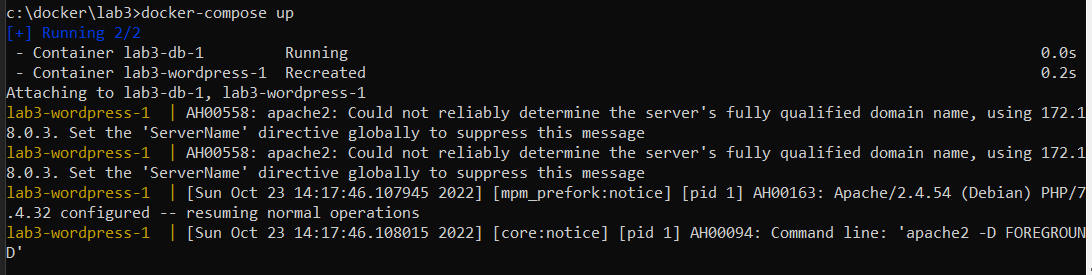 c:\docker\lab3>docker-compose up
[+] Running 2/2
 - Container lab3-db-1         Running                                                                                0.0s
 - Container lab3-wordpress-1  Recreated                                                                              0.2s
Attaching to lab3-db-1, lab3-wordpress-1
lab3-wordpress-1  | AH00558: apache2: Could not reliably determine the server's fully qualified domain name, using 172.1
8.0.3. Set the 'ServerName' directive globally to suppress this message
lab3-wordpress-1  | AH00558: apache2: Could not reliably determine the server's fully qualified domain name, using 172.1
8.0.3. Set the 'ServerName' directive globally to suppress this message
lab3-wordpress-1  | [Sun Oct 23 14:17:46.107945 2022] [mpm_prefork:notice] [pid 1] AH00163: Apache/2.4.54 (Debian) PHP/7
.4.32 configured -- resuming normal operations
lab3-wordpress-1  | [Sun Oct 23 14:17:46.108015 2022] [core:notice] [pid 1] AH00094: Command line: 'apache2 -D FOREGROUN
D'